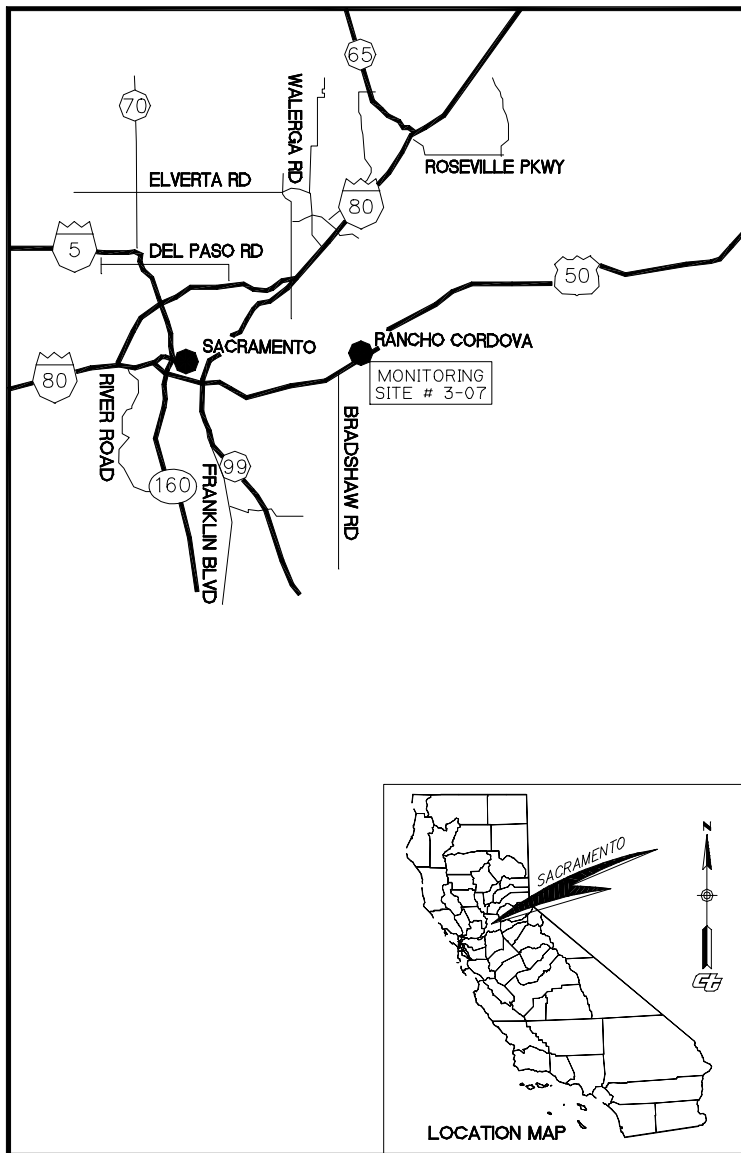 65
70
WALERGA RD
ROSEVILLE PKWY
ELVERTA RD
80
5
DEL PASO RD
50
SACRAMENTO
RANCHO CORDOVA
80
MONITORING
SITE # 3-07
RIVER ROAD
BRADSHAW RD
99
160
FRANKLIN BLVD
SACRAMENTO
N
ct
LOCATION MAP